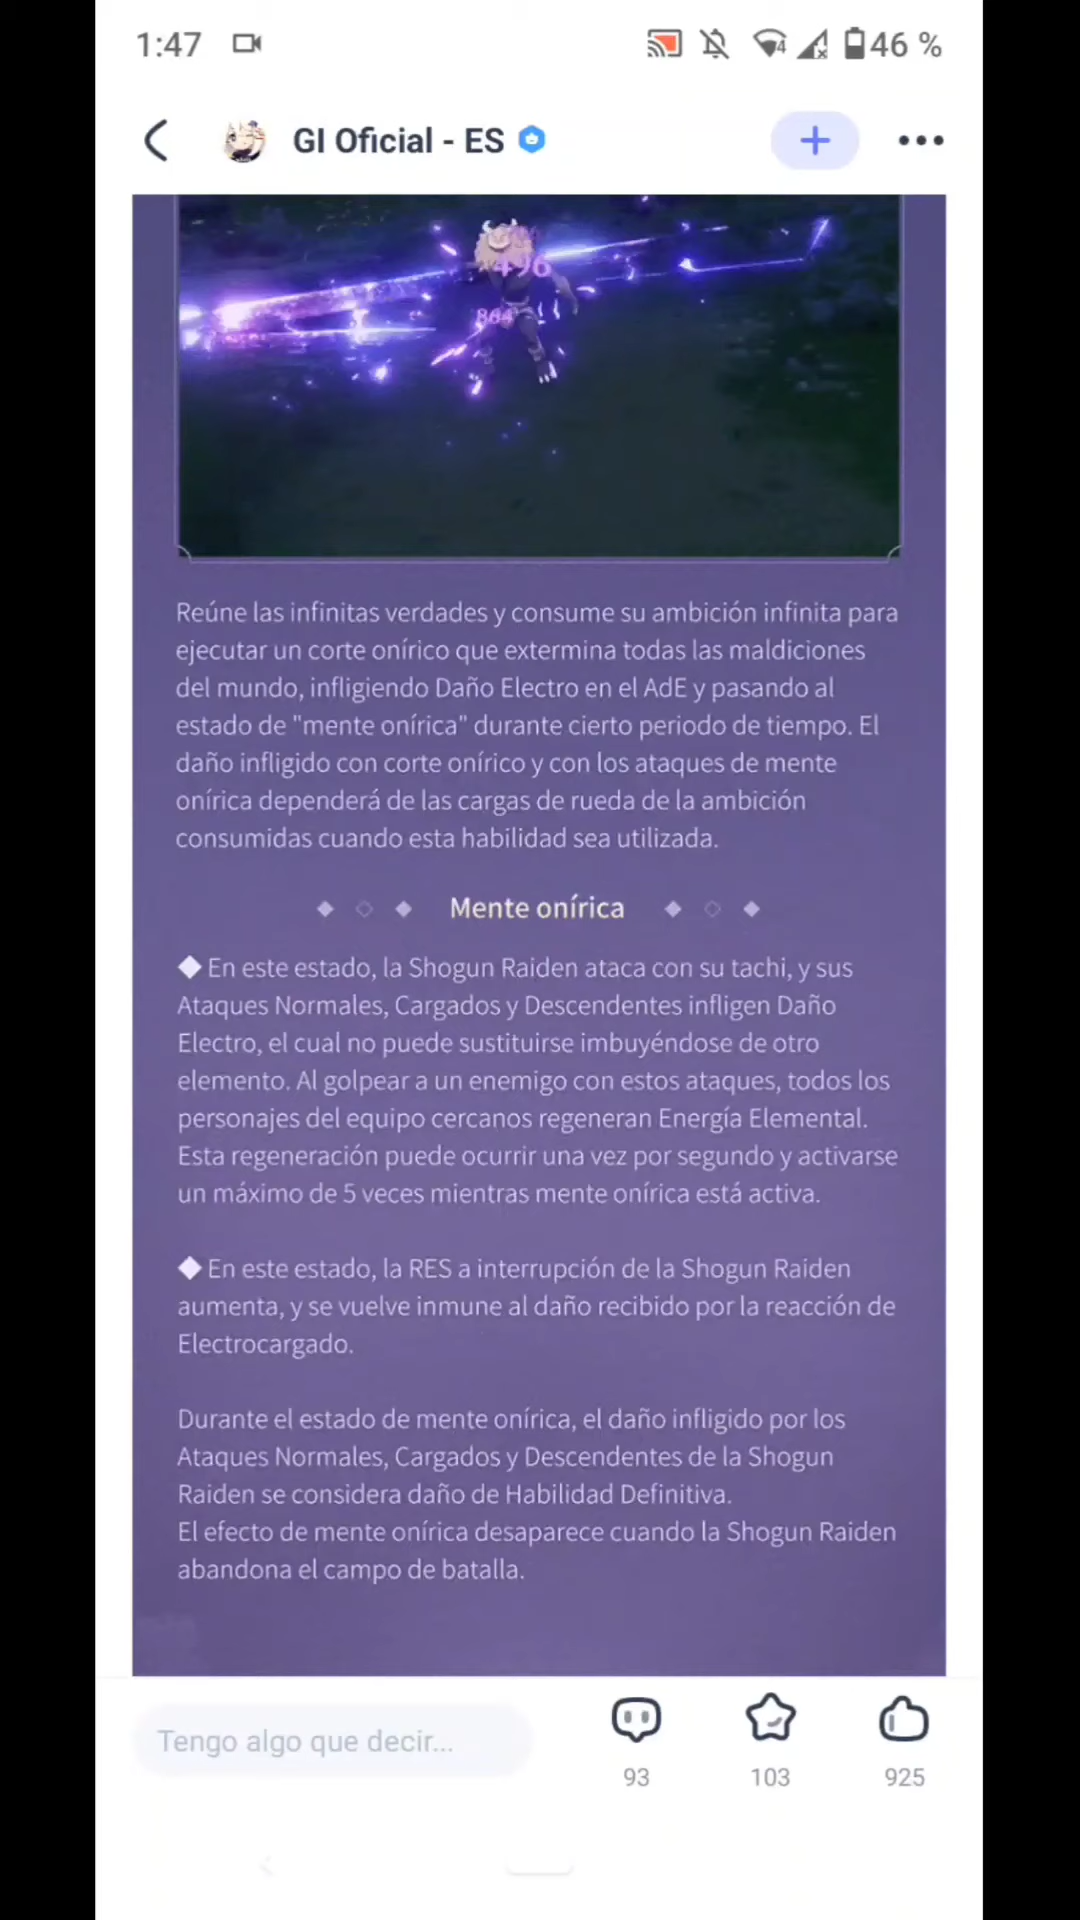 1:47
4
46 %
GI Oficial - ES
496
864
Reúne las infinitas verdades y consume su ambición infinita para
ejecutar un corte onírico que extermina todas las maldiciones
del mundo, infligiendo Daño Electro en el AdE y pasando al
estado de "mente onírica" durante cierto periodo de tiempo. El
daño infligido con corte onírico y con los ataques de mente
onírica dependerá de las cargas de rueda de la ambición
consumidas cuando esta habilidad sea utilizada.
Mente onírica
En este estado, la Shogun Raiden ataca con su tachi, y sus
Ataques Normales, Cargados y Descendentes infligen Daño
Electro, el cual no puede sustituirse imbuyéndose de otro
elemento. Al golpear a un enemigo con estos ataques, todos los
personajes del equipo cercanos regeneran Energía Elemental.
Esta regeneración puede ocurrir una vez por segundo y activarse
un máximo de 5 veces mientras mente onírica está activa.
En este estado, la RES a interrupción de la Shogun Raiden
aumenta, y se vuelve inmune al daño recibido por la reacción de
Electrocargado.
Durante el estado de mente onírica, el daño infligido por los
Ataques Normales, Cargados y Descendentes de la Shogun
Raiden se considera daño de Habilidad Definitiva.
El efecto de mente onírica desaparece cuando la Shogun Raiden
abandona el campo de batalla.
Tengo algo que decir...
93
103
925